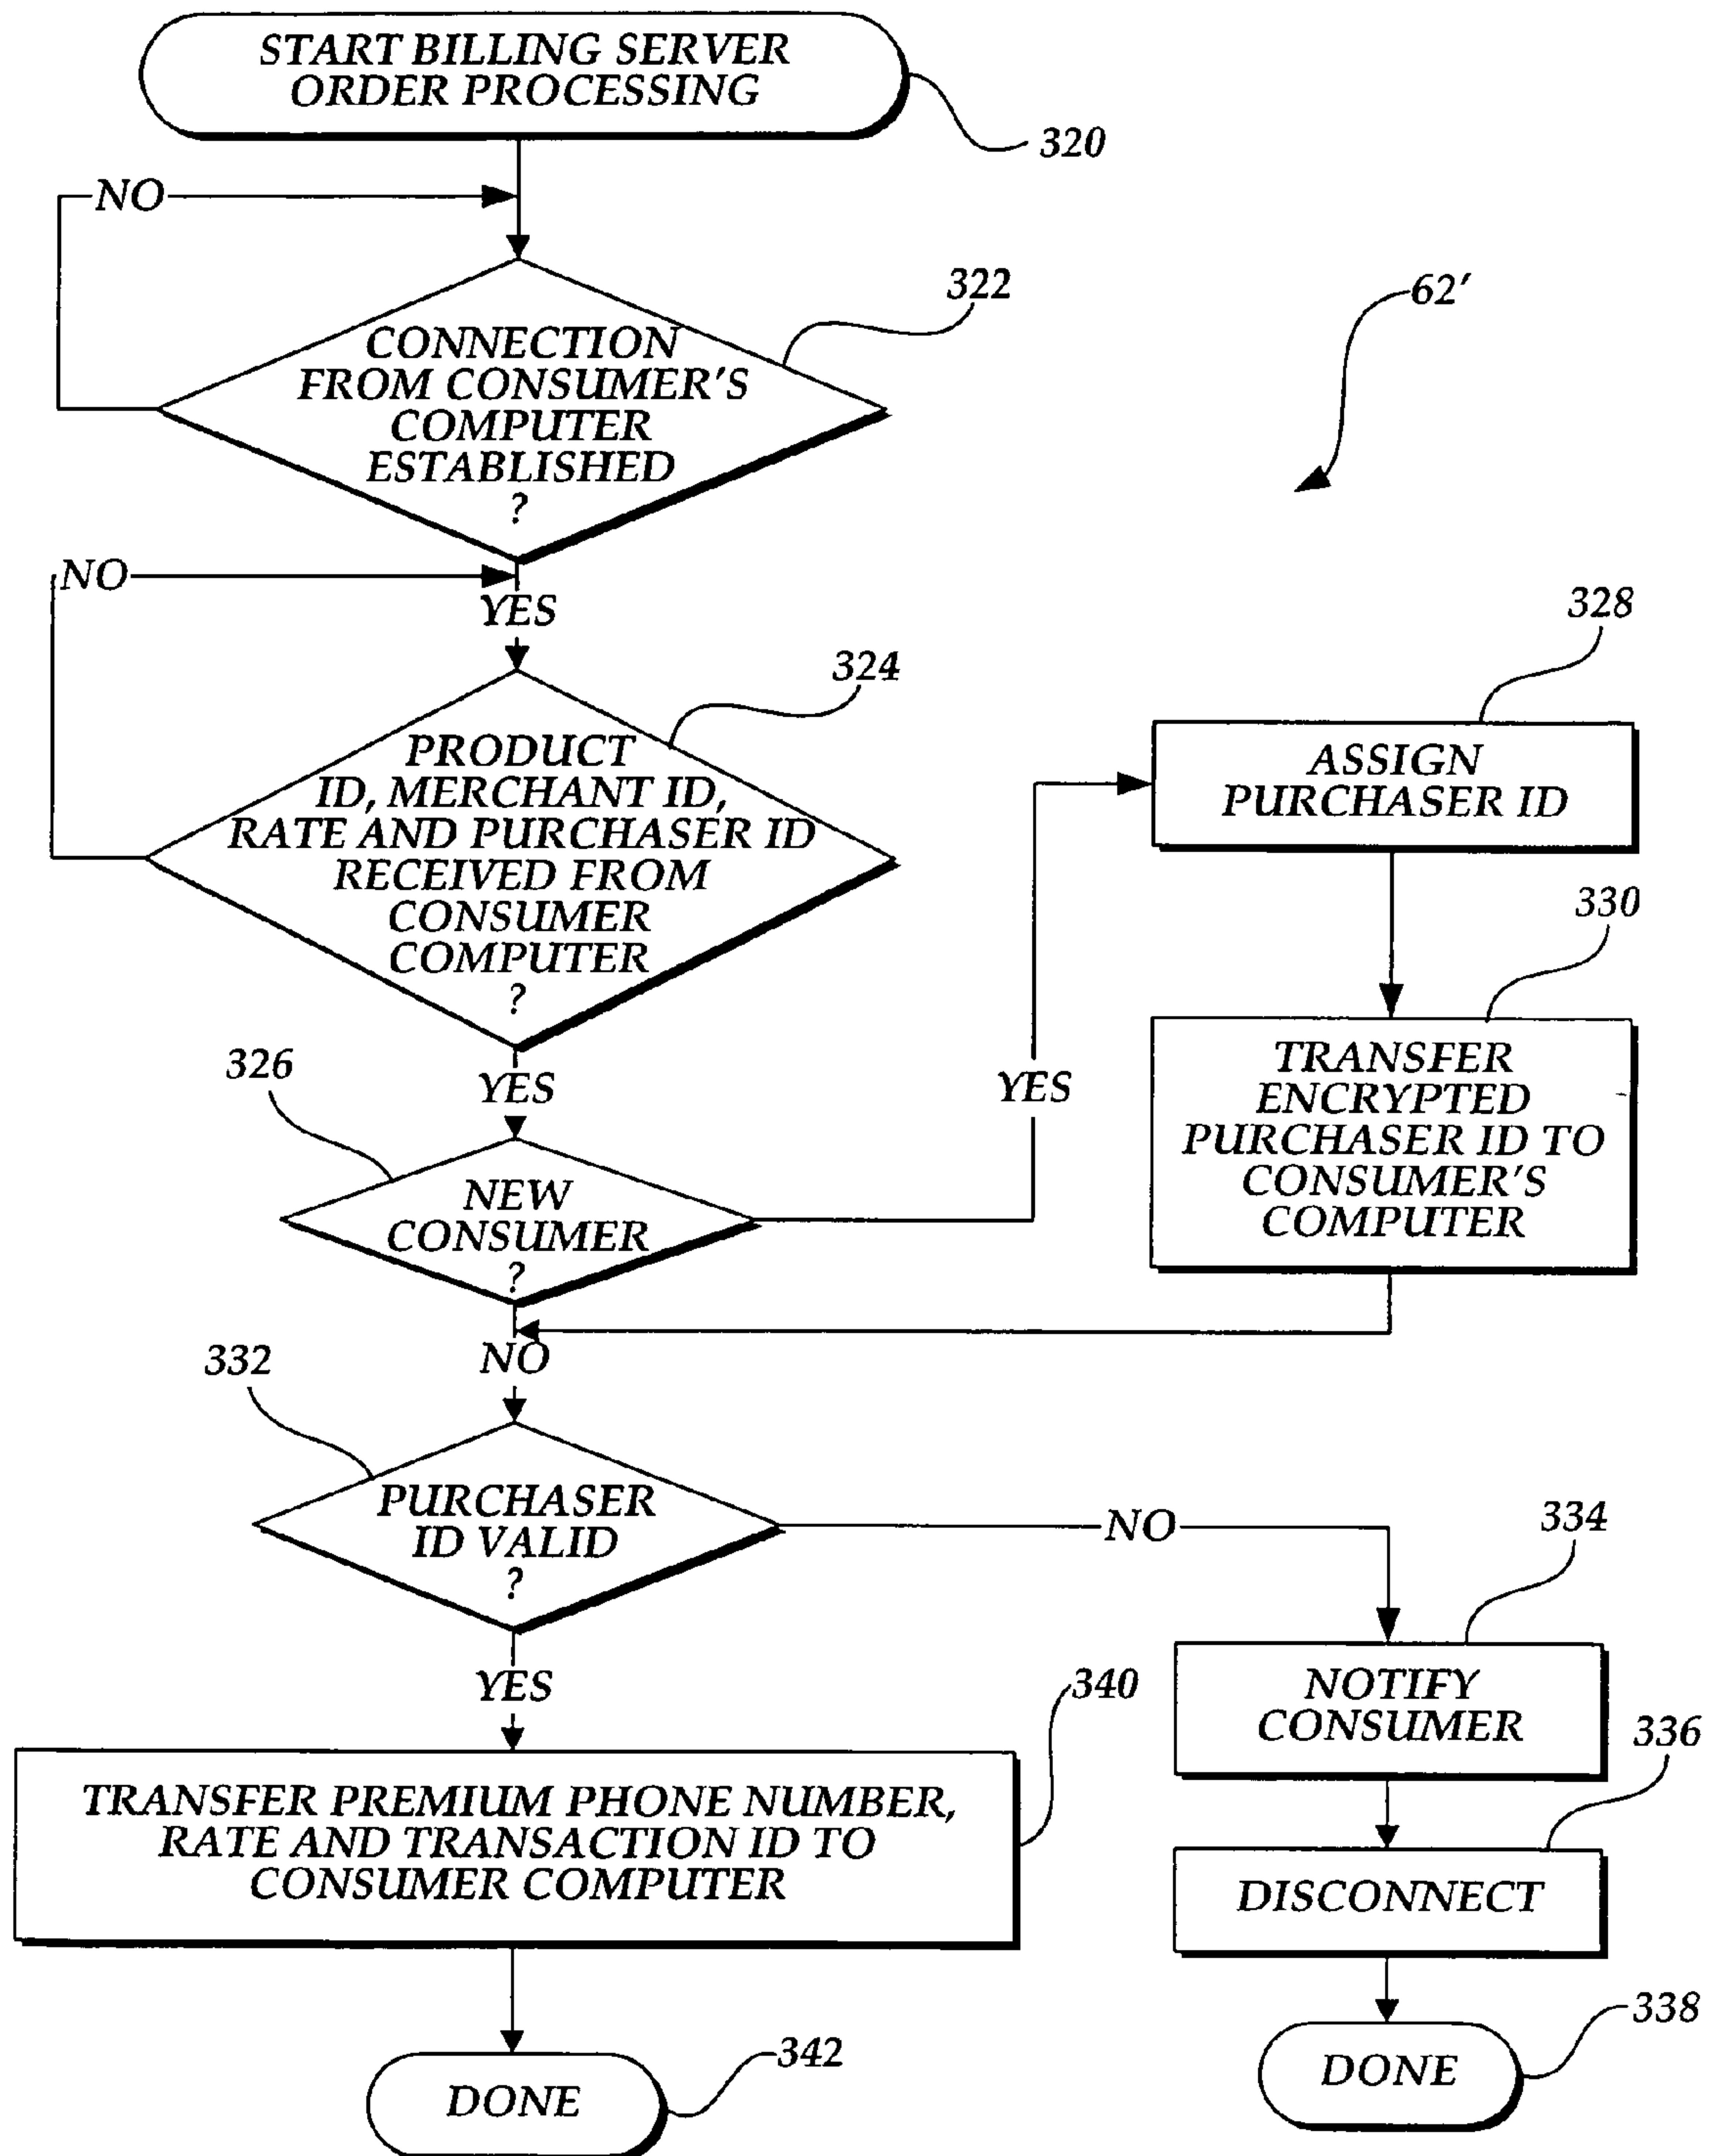 START BILLING SERVER
ORDER PROCESSING
320
NO
322
CONNECTION
FROM CONSUMER'S
COMPUTER
ESTABLISHED
?
62'
NO
YES
324
PRODUCT
ID, MERCHANT ID,
RATE AND PURCHASER ID
RECEIVED FROM
CONSUMER
COMPUTER
?
328
ASSIGN
PURCHASER ID
330
TRANSFER
ENCRYPTED
PURCHASER ID TO
CONSUMER'S
COMPUTER
YES
326
YES
NEW
CONSUMER
?
NO
332
PURCHASER
ID VALID
?
NO
334
NOTIFY
CONSUMER
336
DISCONNECT
338
DONE
YES
340
TRANSFER PREMIUM PHONE NUMBER,
RATE AND TRANSACTION ID TO
CONSUMER COMPUTER
342
DONE